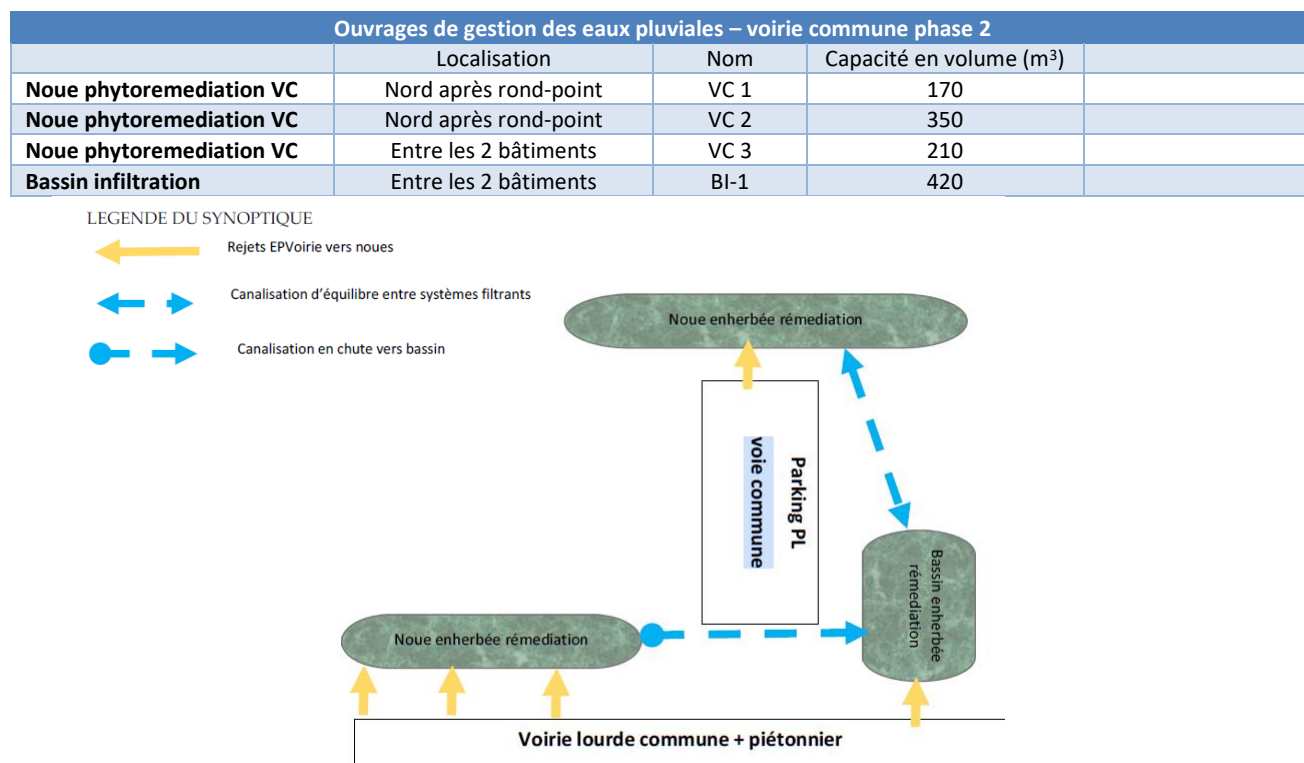 Ouvrages de gestion des eaux pluviales – voirie commune phase 2
Localisation Nom Capacité en volume (m³)
Noue phytoremediation VC Nord après rond-point VC 1 170
Noue phytoremediation VC Nord après rond-point VC 2 350
Noue phytoremediation VC Entre les 2 bâtiments VC 3 210
Bassin infiltration Entre les 2 bâtiments BI-1 420
LEGENDE DU SYNOPTIQUE
Rejets EPVoirie vers noues
Canalisation d'équilibre entre systèmes filtrants
Canalisation en chute vers bassin
Noue enherbée rémediation
Parking PL
voie commune
Bassin enherbée
rémediation
Noue enherbée rémediation
Voirie lourde commune + piétonnier